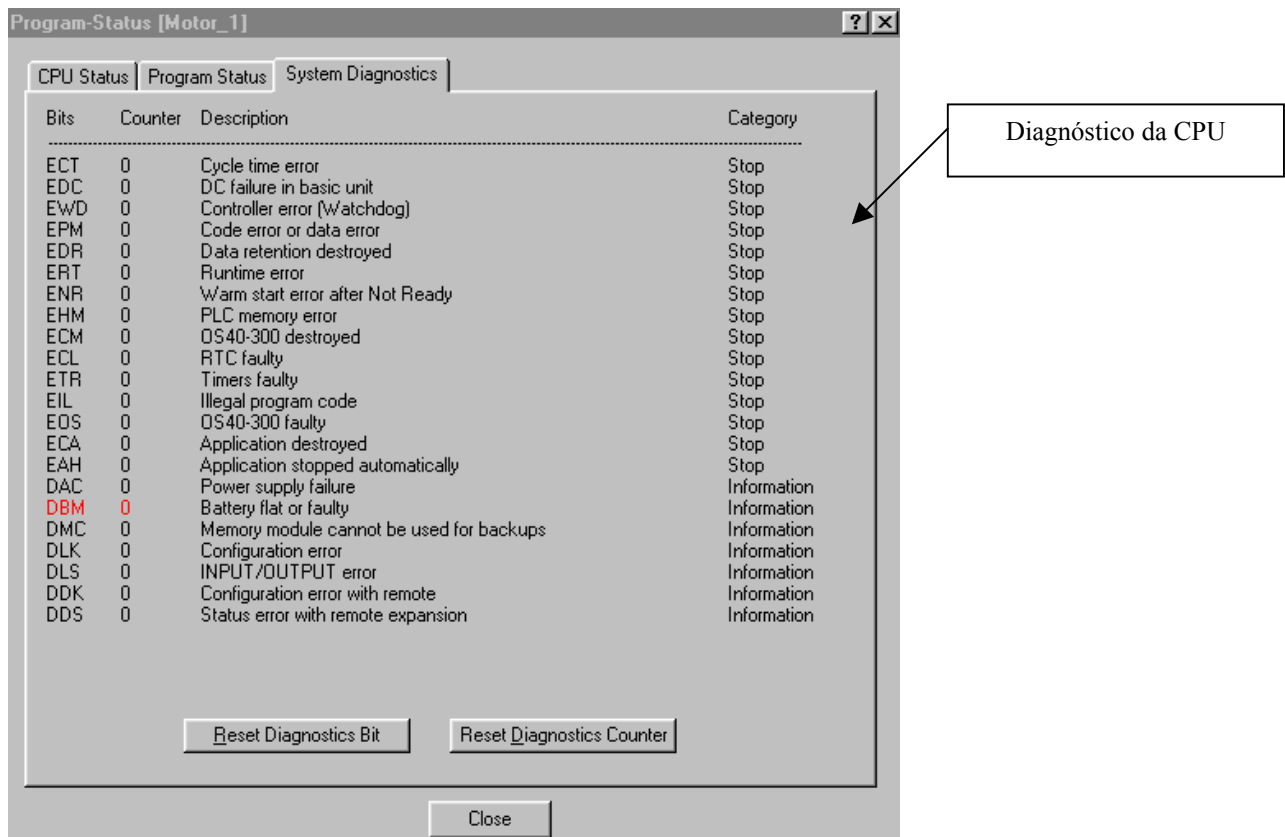 Program-Status [Motor_1]
CPU Status Program Status System Diagnostics
Bits Counter Description Category
ECT 0 Cycle time error Stop
EDC 0 DC failure in basic unit Stop
EWD 0 Controller error (Watchdog) Stop
EPM 0 Code error or data error Stop
EDR 0 Data retention destroyed Stop
ERT 0 Runtime error Stop
ENR 0 Warm start error after Not Ready Stop
EHM 0 PLC memory error Stop
ECM 0 OS40-300 destroyed Stop
ECL 0 RTC faulty Stop
ETR 0 Timers faulty Stop
EIL 0 Illegal program code Stop
EOS 0 OS40-300 faulty Stop
ECA 0 Application destroyed Stop
EAH 0 Application stopped automatically Stop
DAC 0 Power supply failure Information
DBM 0 Battery flat or faulty Information
DMC 0 Memory module cannot be used for backups Information
DLK 0 Configuration error Information
DLS 0 INPUT/OUTPUT error Information
DDK 0 Configuration error with remote Information
DDS 0 Status error with remote expansion Information
Reset Diagnostics Bit Reset Diagnostics Counter
Close
Diagnóstico da CPU